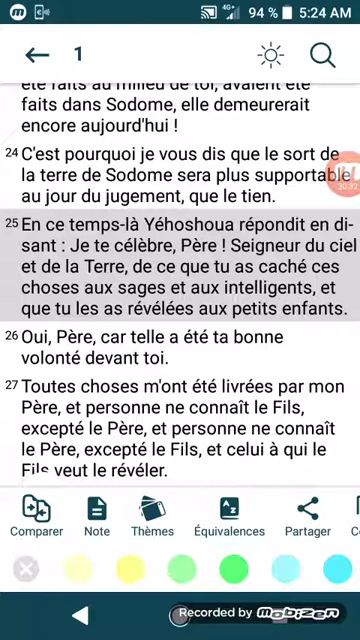 4G+ 94 % 5:24 AM
1
été faits au milieu de toi, avaient été
faits dans Sodome, elle demeurerait
encore aujourd'hui !
24 C'est pourquoi je vous dis que le sort de
la terre de Sodome sera plus supportable
au jour du jugement, que le tien.
30:32
25 En ce temps-là Yéhoshoua répondit en di-
sant : Je te célèbre, Père ! Seigneur du ciel
et de la Terre, de ce que tu as caché ces
choses aux sages et aux intelligents, et
que tu les as révélées aux petits enfants.
26 Oui, Père, car telle a été ta bonne
volonté devant toi.
27 Toutes choses m'ont été livrées par mon
Père, et personne ne connaît le Fils,
excepté le Père, et personne ne connaît
le Père, excepté le Fils, et celui à qui le
Fils veut le révéler.
Comparer Note Thèmes Équivalences Partager
Recorded by Mobizen